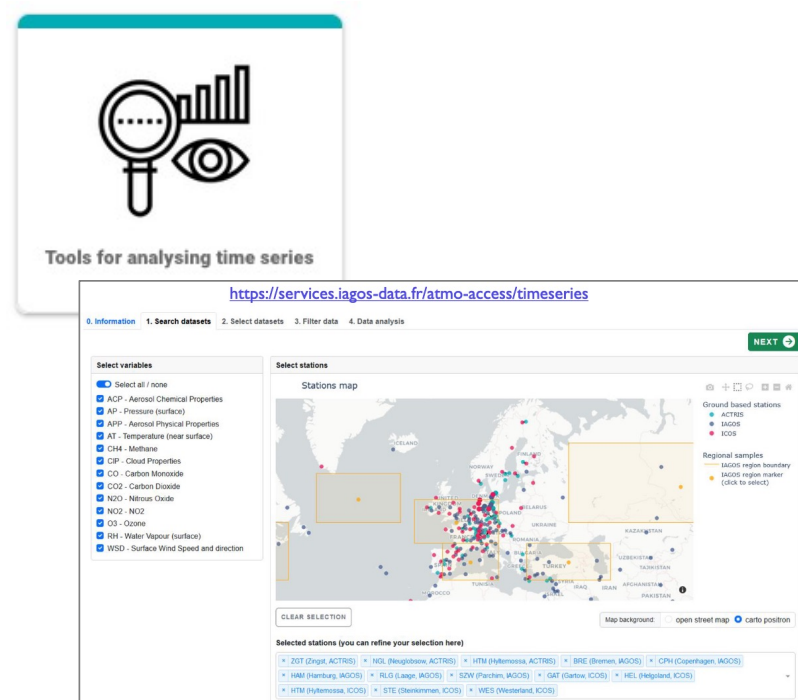 Tools for analysing time series
https://services.iagos-data.fr/atmo-access/timeseries
0. Information 1. Search datasets 2. Select datasets 3. Filter data 4. Data analysis
NEXT
Select variables
Select all / none
ACP - Aerosol Chemical Properties
AP - Pressure (surface)
APP - Aerosol Physical Properties
AT - Temperature (near surface)
CH4 - Methane
CIP - Cloud Properties
CO - Carbon Monoxide
CO2 - Carbon Dioxide
N2O - Nitrous Oxide
NO2 - NO2
O3 - Ozone
RH - Water Vapour (surface)
WSD - Surface Wind Speed and direction
Select stations
Stations map
Ground based stations
ACTRIS
IAGOS
ICOS
Regional samples
IAGOS region boundary
IAGOS region marker
(click to select)
ICELAND
FINLAND
NORWAY
UNITED
BELARUS
POLAND
UKRAINE
KAZAKHSTAN
ROMANIA
UZBEKISTAN
TURKEY
TAJIKISTAN
SYRIA
TUNISIA
IRAQ
IRAN
AFGHANISTAN
MOROCCO
PAKISTAN
CLEAR SELECTION
Map background: open street map carto positron
Selected stations (you can refine your selection here)
× ZGT (Zingst, ACTRIS) × NGL (Neuglobsow, ACTRIS) × HTM (Hyltemossa, ACTRIS) × BRE (Bremen, IAGOS) × CPH (Copenhagen, IAGOS)
× HAM (Hamburg, IAGOS) × RLG (Laage, IAGOS) × SZW (Parchim, IAGOS) × GAT (Gartow, ICOS) × HEL (Helgoland, ICOS)
× HTM (Hyltemossa, ICOS) × STE (Steinkimmen, ICOS) × WES (Westerland, ICOS)